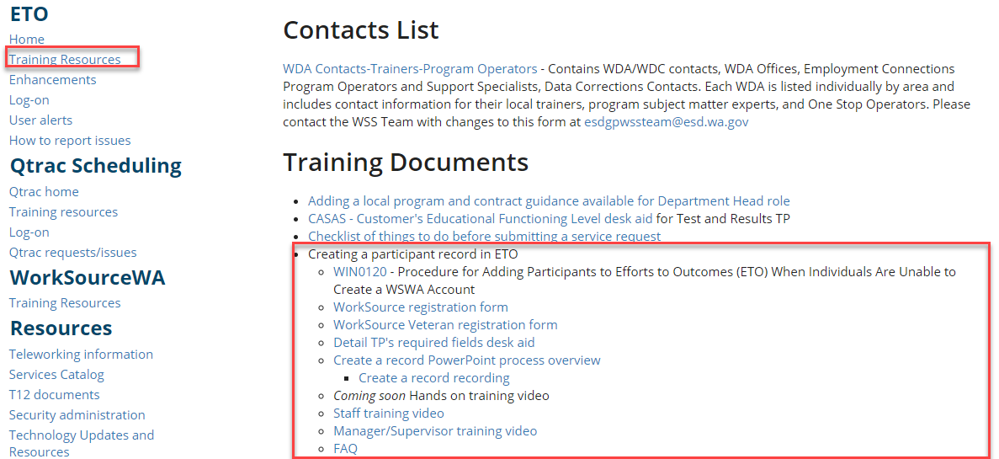 ETO
Home
Training Resources
Enhancements
Log-on
User alerts
How to report issues
Qtrac Scheduling
Qtrac home
Training resources
Log-on
Qtrac requests/issues
WorkSourceWA
Training Resources
Resources
Teleworking information
Services Catalog
T12 documents
Security administration
Technology Updates and
Resources
Contacts List
WDA Contacts-Trainers-Program Operators - Contains WDA/WDC contacts, WDA Offices, Employment Connections
Program Operators and Support Specialists, Data Corrections Contacts. Each WDA is listed individually by area and
includes contact information for their local trainers, program subject matter experts, and One Stop Operators. Please
contact the WSS Team with changes to this form at esdgpwssteam@esd.wa.gov
Training Documents
• Adding a local program and contract guidance available for Department Head role
• CASAS - Customer's Educational Functioning Level desk aid for Test and Results TP
• Checklist of things to do before submitting a service request
• Creating a participant record in ETO
◦ WIN0120 - Procedure for Adding Participants to Efforts to Outcomes (ETO) When Individuals Are Unable to
Create a WSWA Account
◦ WorkSource registration form
◦ WorkSource Veteran registration form
◦ Detail TP's required fields desk aid
◦ Create a record PowerPoint process overview
▪ Create a record recording
◦ Coming soon Hands on training video
◦ Staff training video
◦ Manager/Supervisor training video
◦ FAQ